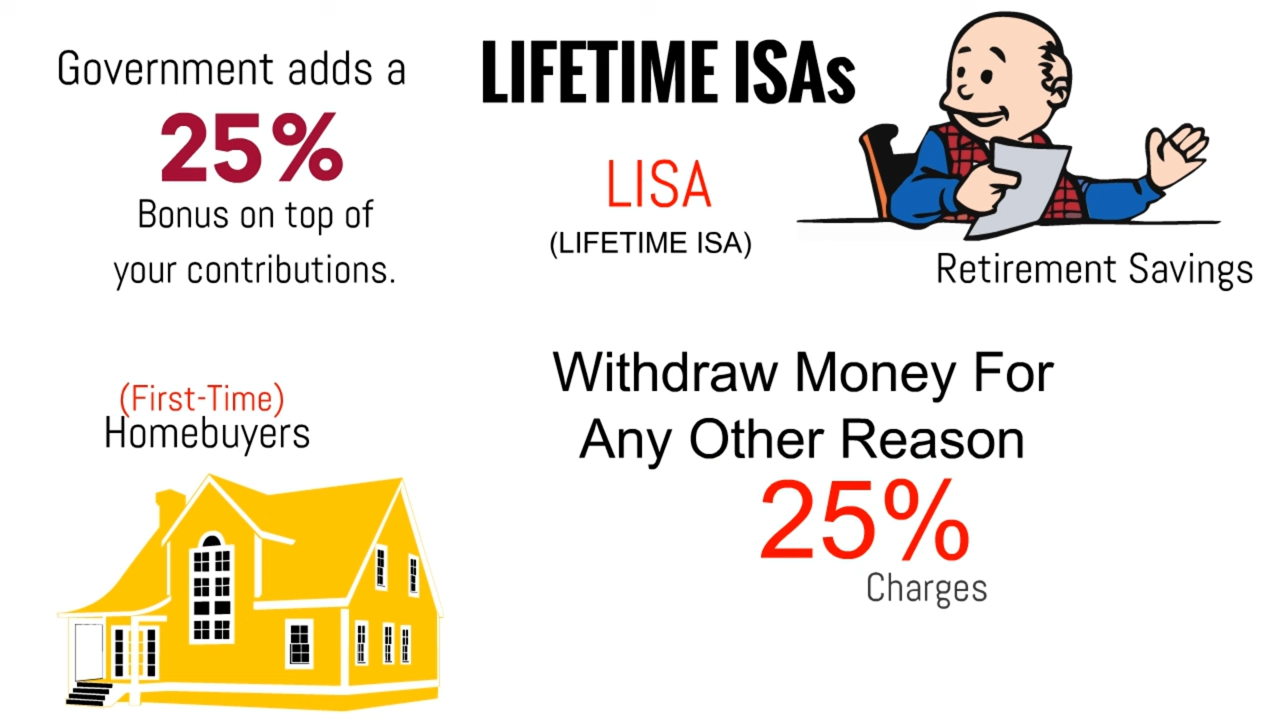 Government adds a
25%
Bonus on top of
your contributions.
LIFETIME ISAs
LISA
(LIFETIME ISA)
Retirement Savings
(First-Time)
Homebuyers
Withdraw Money For
Any Other Reason
25%
Charges